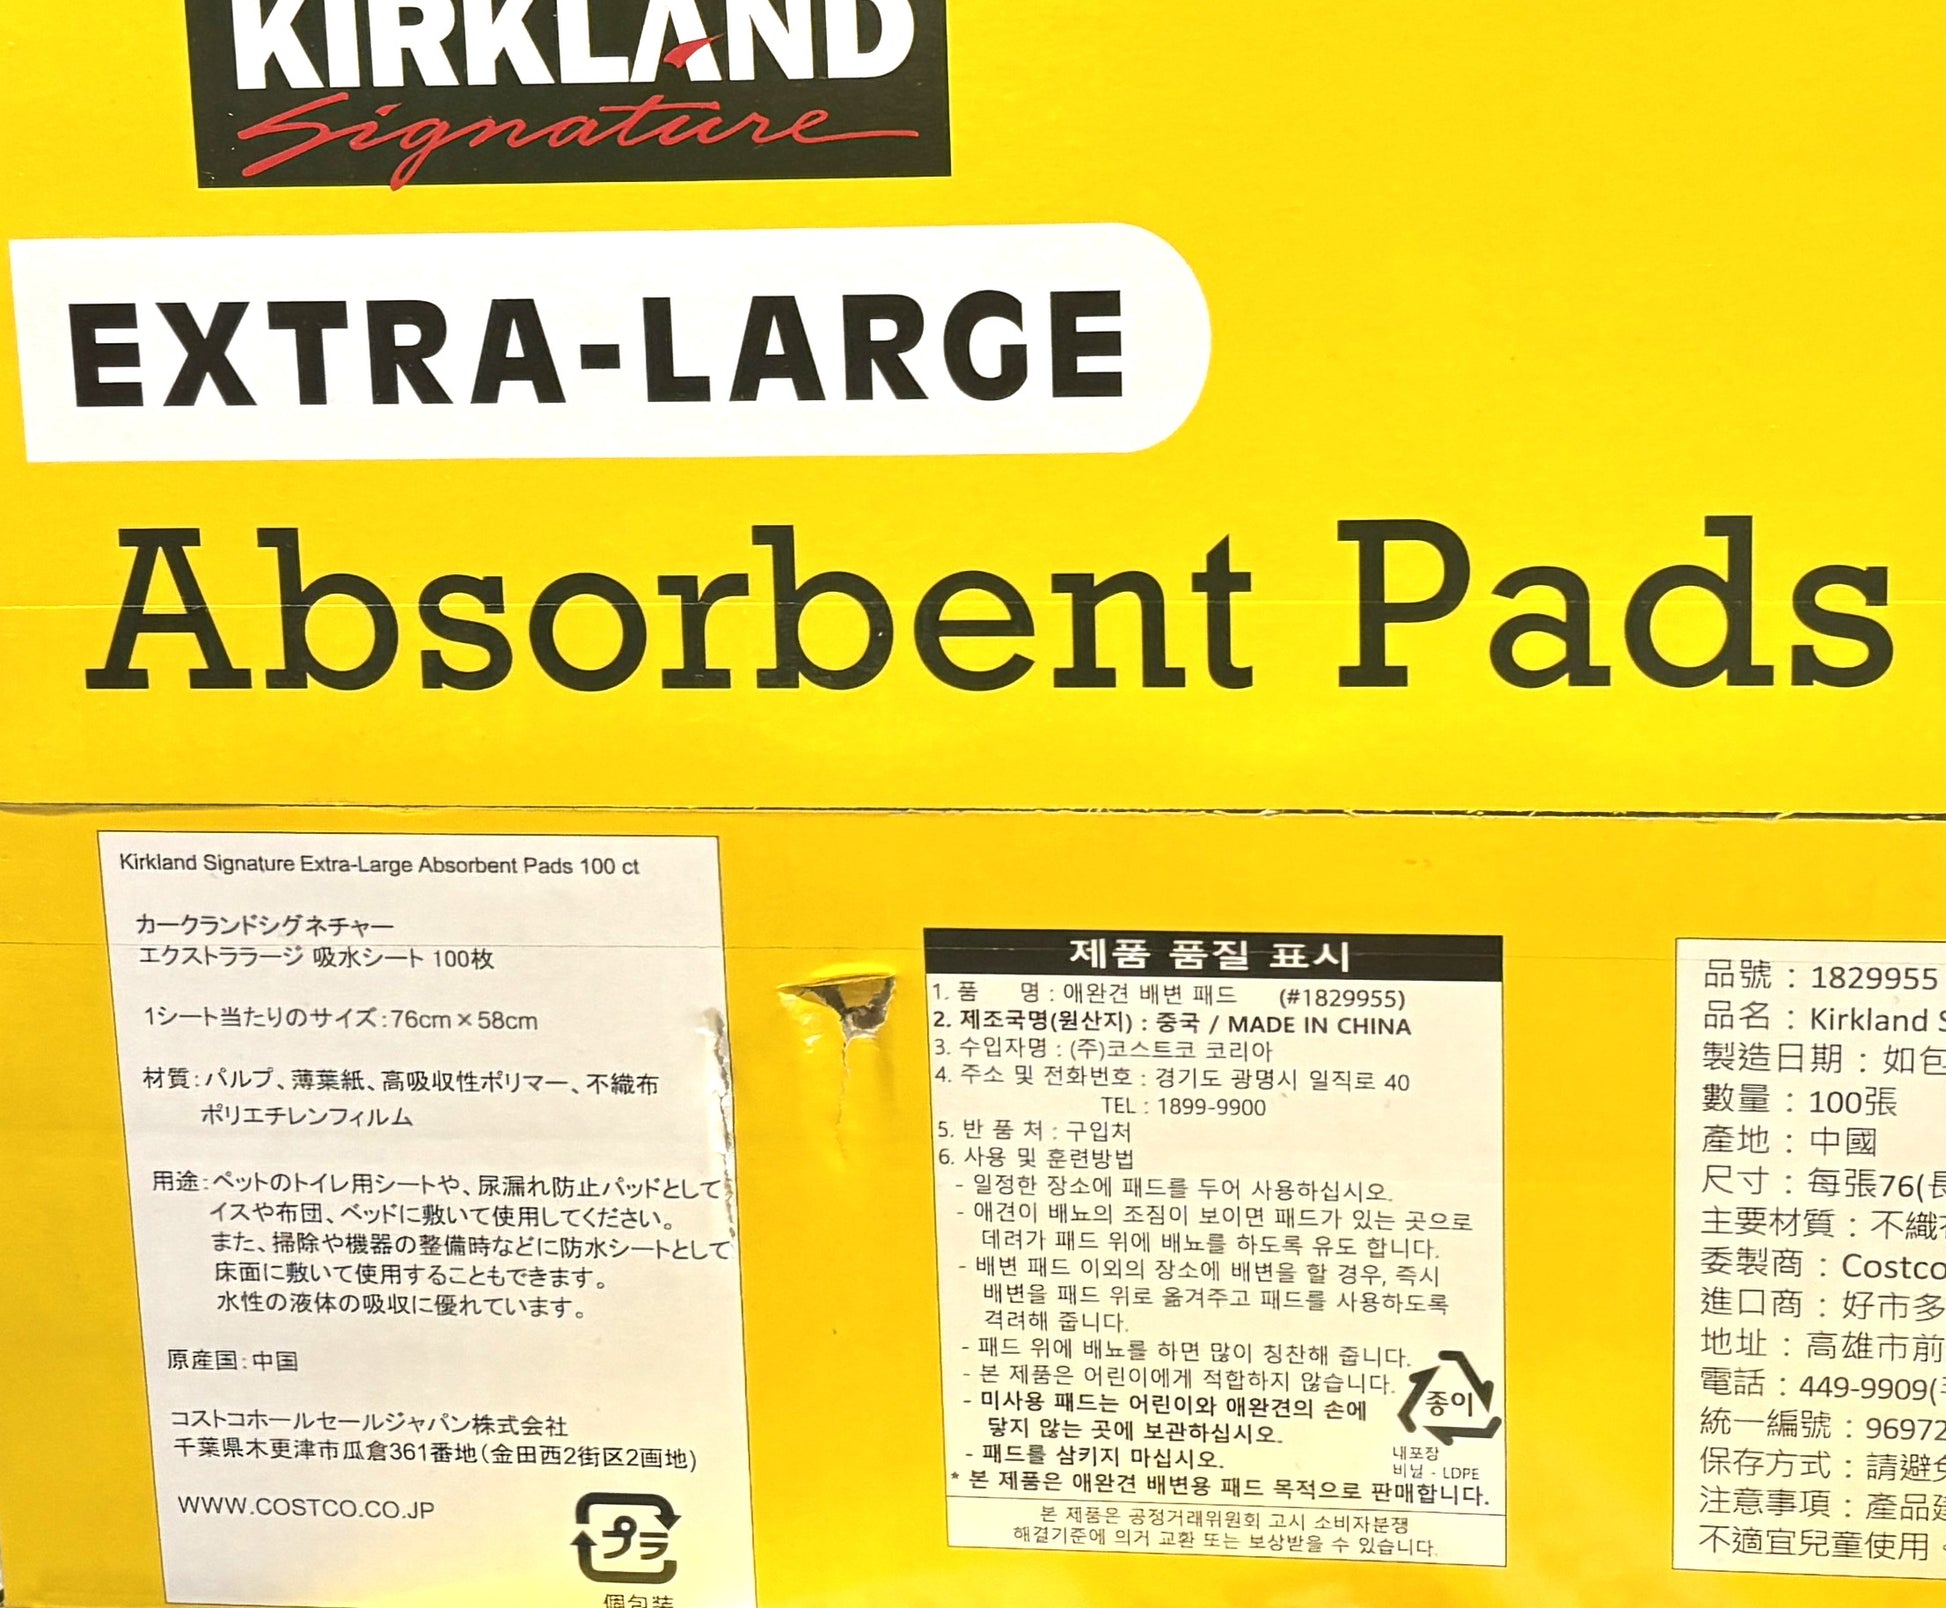 KIRKLAND
Signature
EXTRA-LARGE
Absorbent Pads
Kirkland Signature Extra-Large Absorbent Pads 100 ct
カークランドシグネチャー
エクストララージ 吸水シート 100枚
1シート当たりのサイズ:76cm×58cm
材質:パルプ、薄葉紙、高吸収性ポリマー、不織布
ポリエチレンフィルム
用途:ペットのトイレ用シートや、尿漏れ防止パッドとして
イスや布団、ベッドに敷いて使用してください。
また、掃除や機器の整備時などに防水シートとして
床面に敷いて使用することもできます。
水性の液体の吸収に優れています。
原産国:中国
コストコホールセールジャパン株式会社
千葉県木更津市瓜倉361番地(金田西2街区2画地)
WWW.COSTCO.CO.JP
プラ
個包装
제품 품질 표시
1. 품 명 : 애완견 배변 패드 (#1829955)
2. 제조국명(원산지) : 중국 / MADE IN CHINA
3. 수입자명 : (주)코스트코 코리아
4. 주소 및 전화번호 : 경기도 광명시 일직로 40
TEL : 1899-9900
5. 반 품 처 : 구입처
6. 사용 및 훈련방법
- 일정한 장소에 패드를 두어 사용하십시오.
- 애견이 배뇨의 조짐이 보이면 패드가 있는 곳으로
데려가 패드 위에 배뇨를 하도록 유도 합니다.
- 배변 패드 이외의 장소에 배변을 할 경우, 즉시
배변을 패드 위로 옮겨주고 패드를 사용하도록
격려해 줍니다.
- 패드 위에 배뇨를 하면 많이 칭찬해 줍니다.
- 본 제품은 어린이에게 적합하지 않습니다.
- 미사용 패드는 어린이와 애완견의 손에
닿지 않는 곳에 보관하십시오.
- 패드를 삼키지 마십시오.
* 본 제품은 애완견 배변용 패드 목적으로 판매합니다.
종이
내포장
비닐 - LDPE
본 제품은 공정거래위원회 고시 소비자분쟁
해결기준에 의거 교환 또는 보상받을 수 있습니다.
品號：1829955
品名：Kirkland S
製造日期：如包
數量：100張
產地：中國
尺寸：每張76(長
主要材質：不織布
委製商：Costco
進口商：好市多
地址：高雄市前
電話：449-9909(
統一編號：96972
保存方式：請避免
注意事項：產品建
不適宜兒童使用。